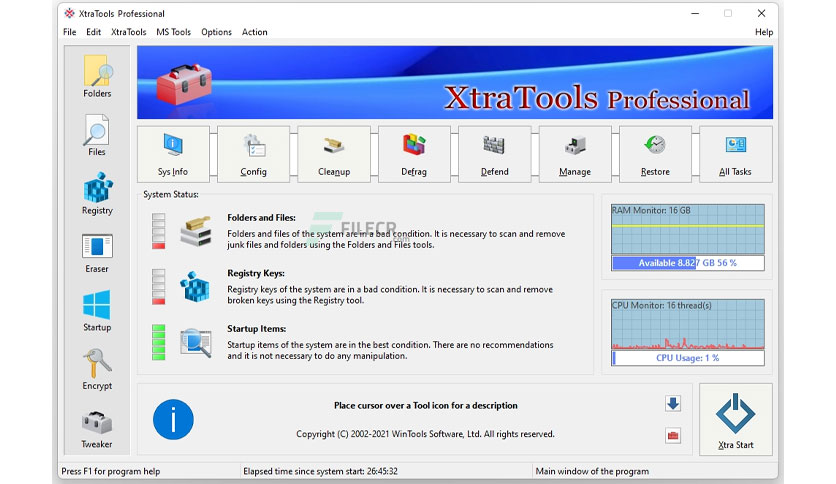 XtraTools Professional
File Edit XtraTools MS Tools Options Action Help
XtraTools Professional
Folders
Files
Registry
Eraser
Startup
Encrypt
Tweaker
Sys Info
Config
Cleanup
Defrag
Defend
Manage
Restore
All Tasks
System Status:
Folders and Files:
Folders and files of the system are in a bad condition. It is necessary to scan and remove
junk files and folders using the Folders and Files tools.
FILECR
.com
Registry Keys:
Registry keys of the system are in a bad condition. It is necessary to scan and remove
broken keys using the Registry tool.
Startup Items:
Startup items of the system are in the best condition. There are no recommendations
and it is not necessary to do any manipulation.
RAM Monitor: 16 GB
Available 8.827 GB 56 %
CPU Monitor: 16 thread(s)
CPU Usage: 1 %
Place cursor over a Tool icon for a description
Copyright (C) 2002-2021 WinTools Software, Ltd. All rights reserved.
Xtra Start
Press F1 for program help
Elapsed time since system start: 26:45:32
Main window of the program